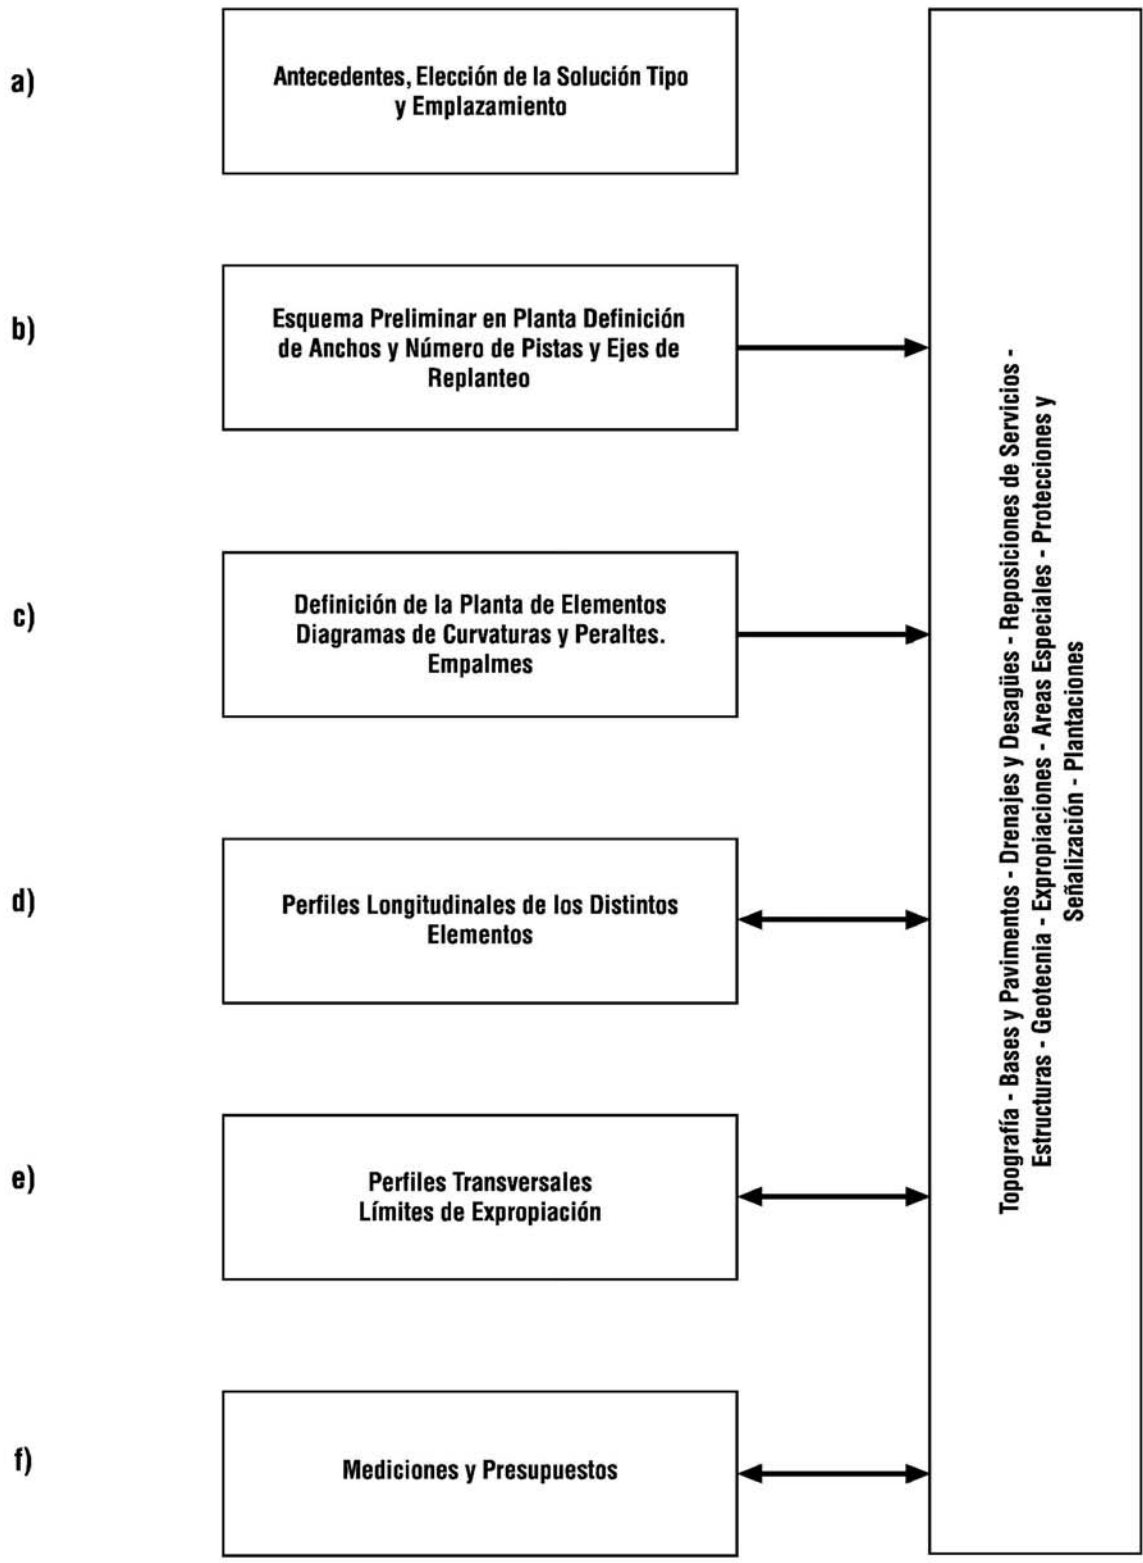 a)
Antecedentes, Elección de la Solución Tipo
y Emplazamiento
b)
Esquema Preliminar en Planta Definición
de Anchos y Número de Pistas y Ejes de
Replanteo
c)
Definición de la Planta de Elementos
Diagramas de Curvaturas y Peraltes.
Empalmes
d)
Perfiles Longitudinales de los Distintos
Elementos
e)
Perfiles Transversales
Límites de Expropiación
f)
Mediciones y Presupuestos
Topografía - Bases y Pavimentos - Drenajes y Desagües - Reposiciones de Servicios -
Estructuras - Geotecnia - Expropiaciones - Areas Especiales - Protecciones y
Señalización - Plantaciones